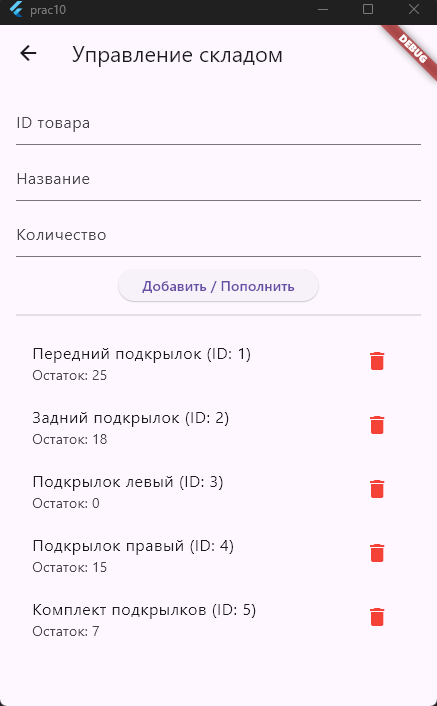 prac10
DEBUG
Управление складом
ID товара
Название
Количество
Добавить / Пополнить
Передний подкрылок (ID: 1)
Остаток: 25
Задний подкрылок (ID: 2)
Остаток: 18
Подкрылок левый (ID: 3)
Остаток: 0
Подкрылок правый (ID: 4)
Остаток: 15
Комплект подкрылков (ID: 5)
Остаток: 7